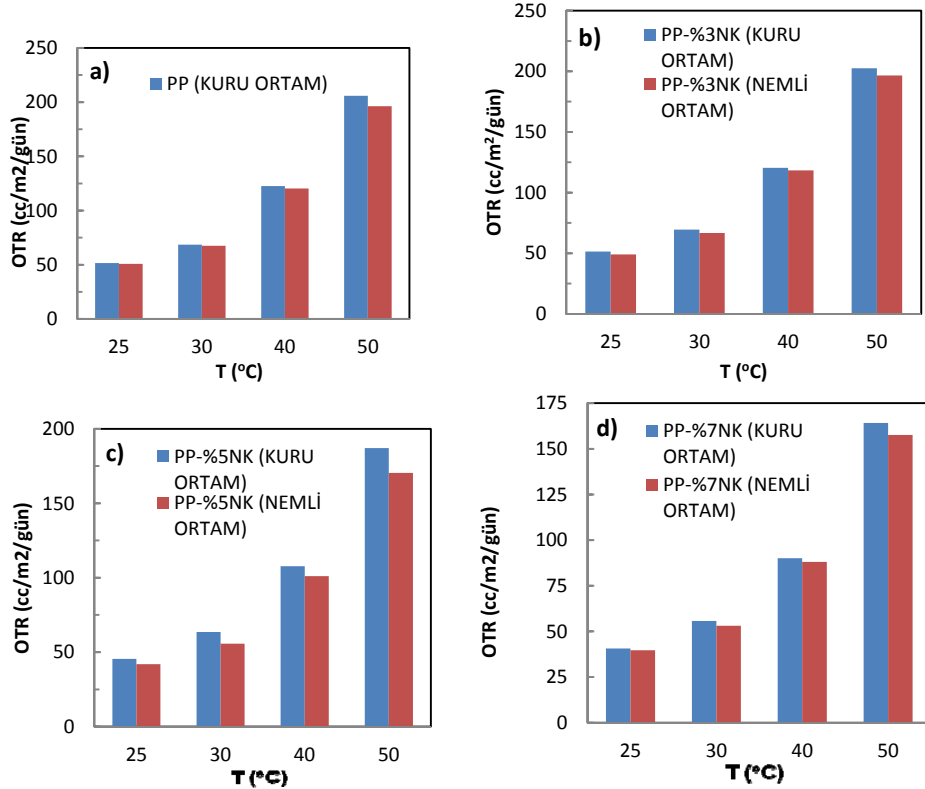 a)
PP (KURU ORTAM)
OTR (cc/m2/gün)
250
200
150
100
50
0
25 30 40 50
T (°C)
b)
PP-%3NK (KURU
ORTAM)
PP-%3NK (NEMLİ
ORTAM)
OTR (cc/m²/gün)
250
200
150
100
50
0
25 30 40 50
T (°C)
c)
PP-%5NK (KURU
ORTAM)
PP-%5NK (NEMLİ
ORTAM)
OTR (cc/m2/gün)
200
150
100
50
0
25 30 40 50
T (°C)
d)
PP-%7NK (KURU
ORTAM)
PP-%7NK (NEMLİ
ORTAM)
OTR (cc/m2/gün)
175
150
125
100
75
50
25
0
25 30 40 50
T (°C)